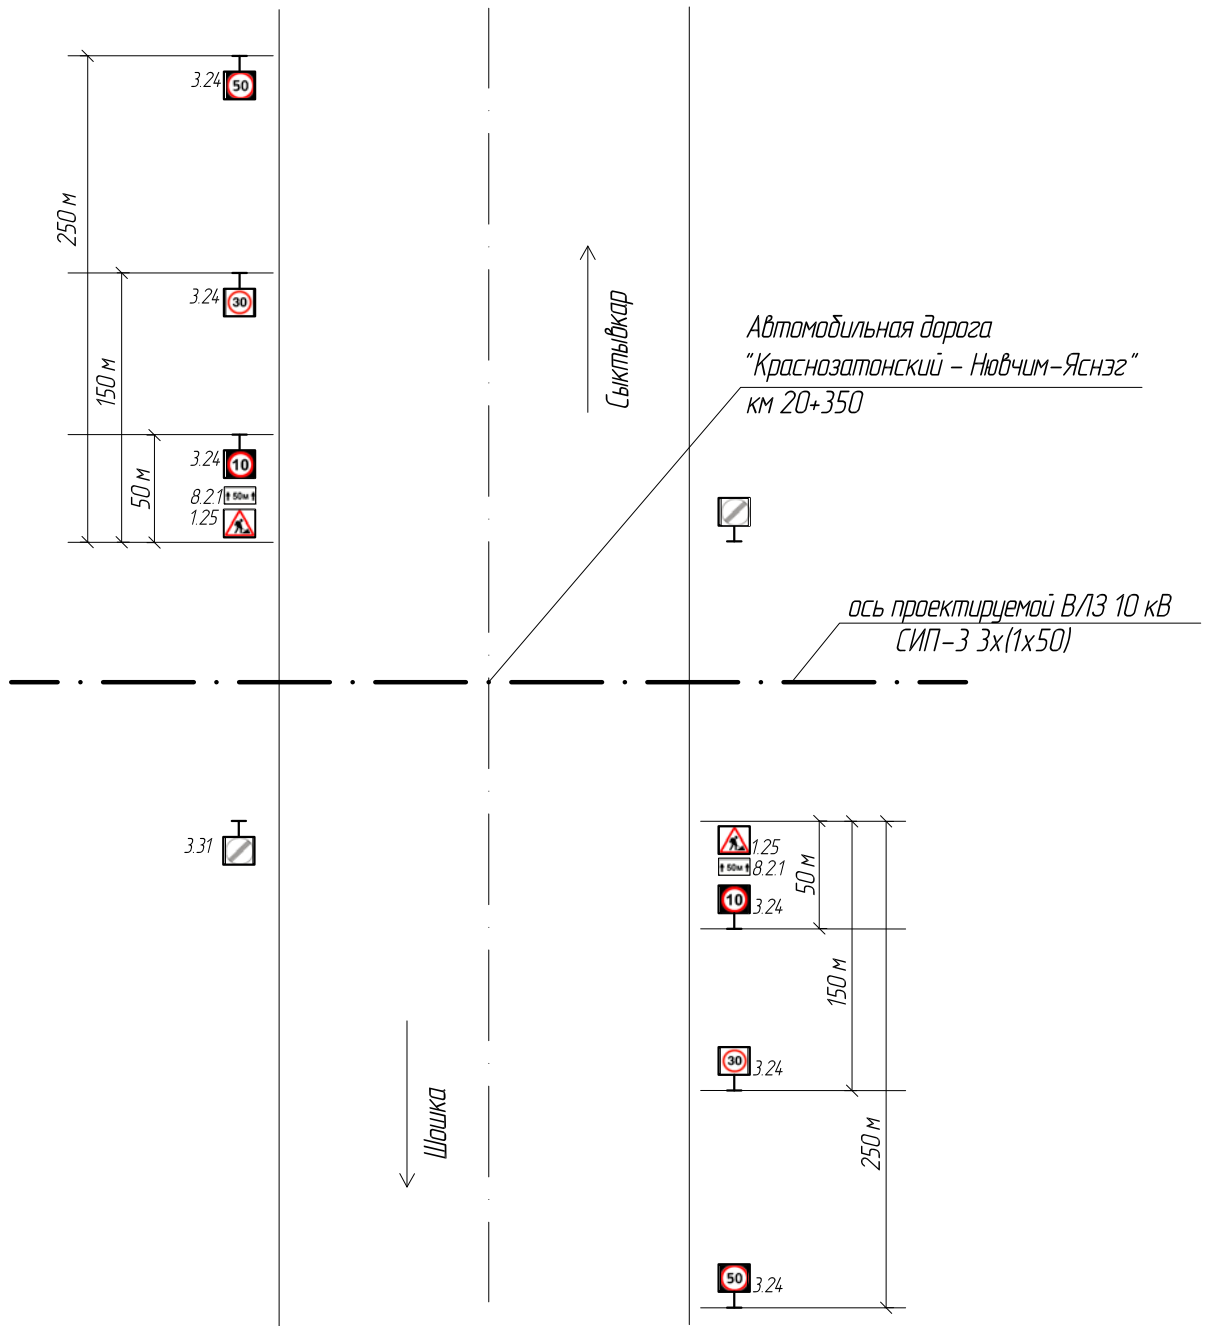 3.24
50
250 м
3.24
30
150 м
3.24
10
50 м
8.2.1
50м
1.25
Сыктывкар
Автомобильная дорога
"Краснозатонский - Нювчим-Яснэг"
км 20+350
ось проектируемой ВЛЗ 10 кВ
СИП-3 3х(1х50)
3.31
1.25
50м
8.2.1
50 м
10
3.24
150 м
30
3.24
Шошка
250 м
50
3.24